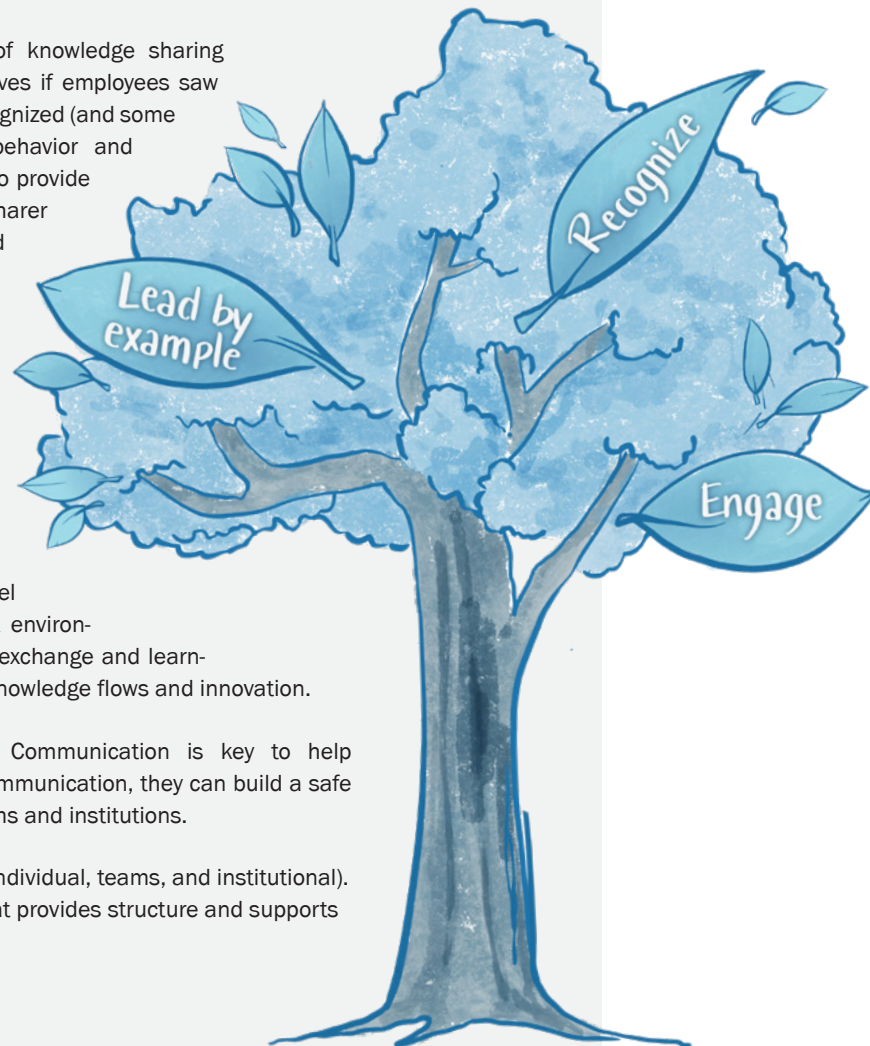 of knowledge sharing
ves if employees saw
gnized (and some
behavior and
o provide
harer
d
Recognize
Lead by
example
Engage
el
environ-
exchange and learn-
nowledge flows and innovation.
Communication is key to help
mmunication, they can build a safe
ns and institutions.
ndividual, teams, and institutional).
at provides structure and supports